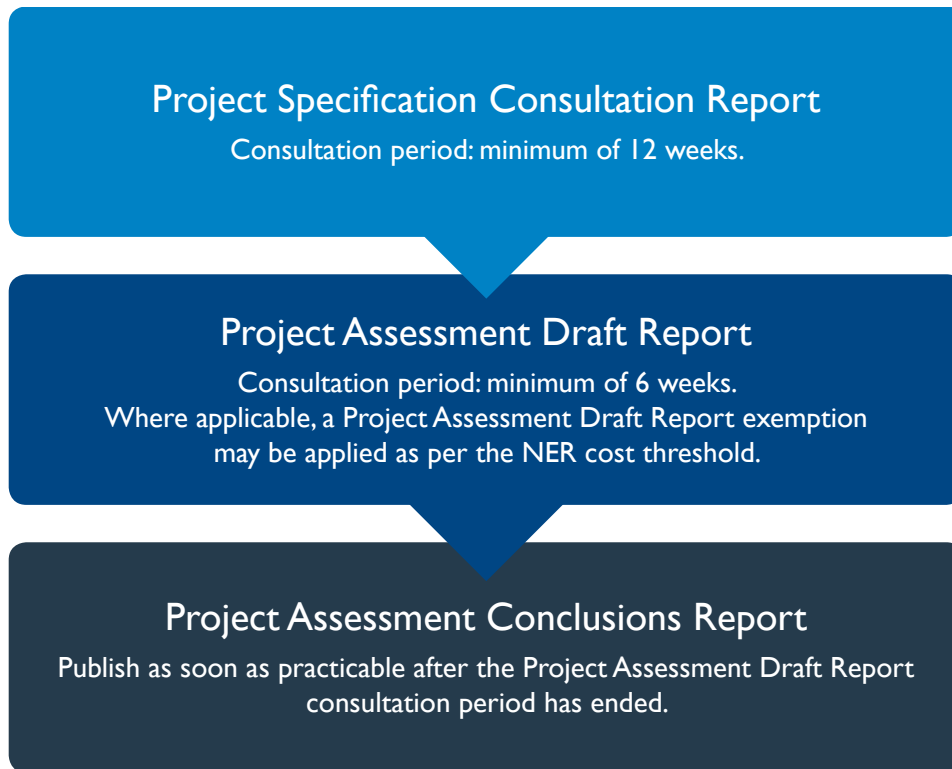 Project Specification Consultation Report
Consultation period: minimum of 12 weeks.
Project Assessment Draft Report
Consultation period: minimum of 6 weeks.
Where applicable, a Project Assessment Draft Report exemption
may be applied as per the NER cost threshold.
Project Assessment Conclusions Report
Publish as soon as practicable after the Project Assessment Draft Report
consultation period has ended.